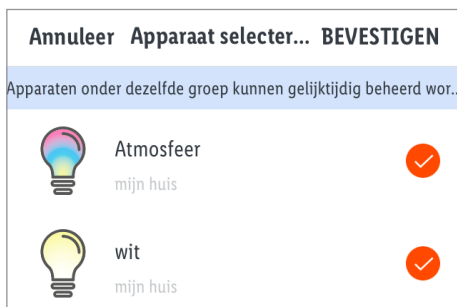 Annuleer Apparaat selecter... BEVESTIGEN
Apparaten onder dezelfde groep kunnen gelijktijdig beheerd wor..
Atmosfeer
mijn huis
wit
mijn huis